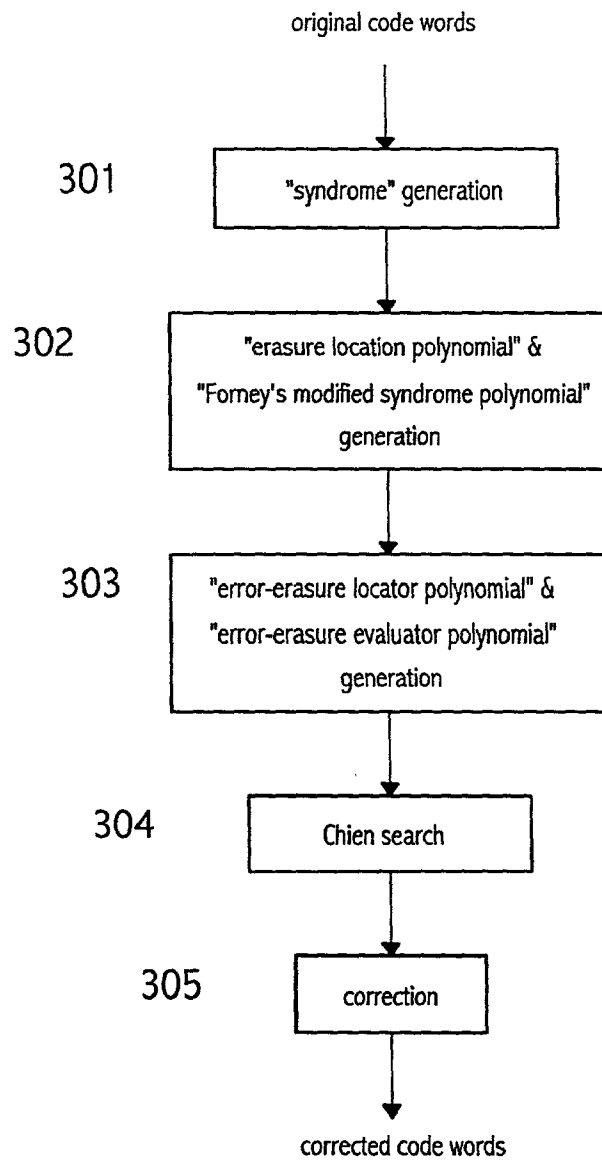 original code words
301
"syndrome" generation
302
"erasure location polynomial" &
"Forney's modified syndrome polynomial"
generation
303
"error-erasure locator polynomial" &
"error-erasure evaluator polynomial"
generation
304
Chien search
305
correction
corrected code words